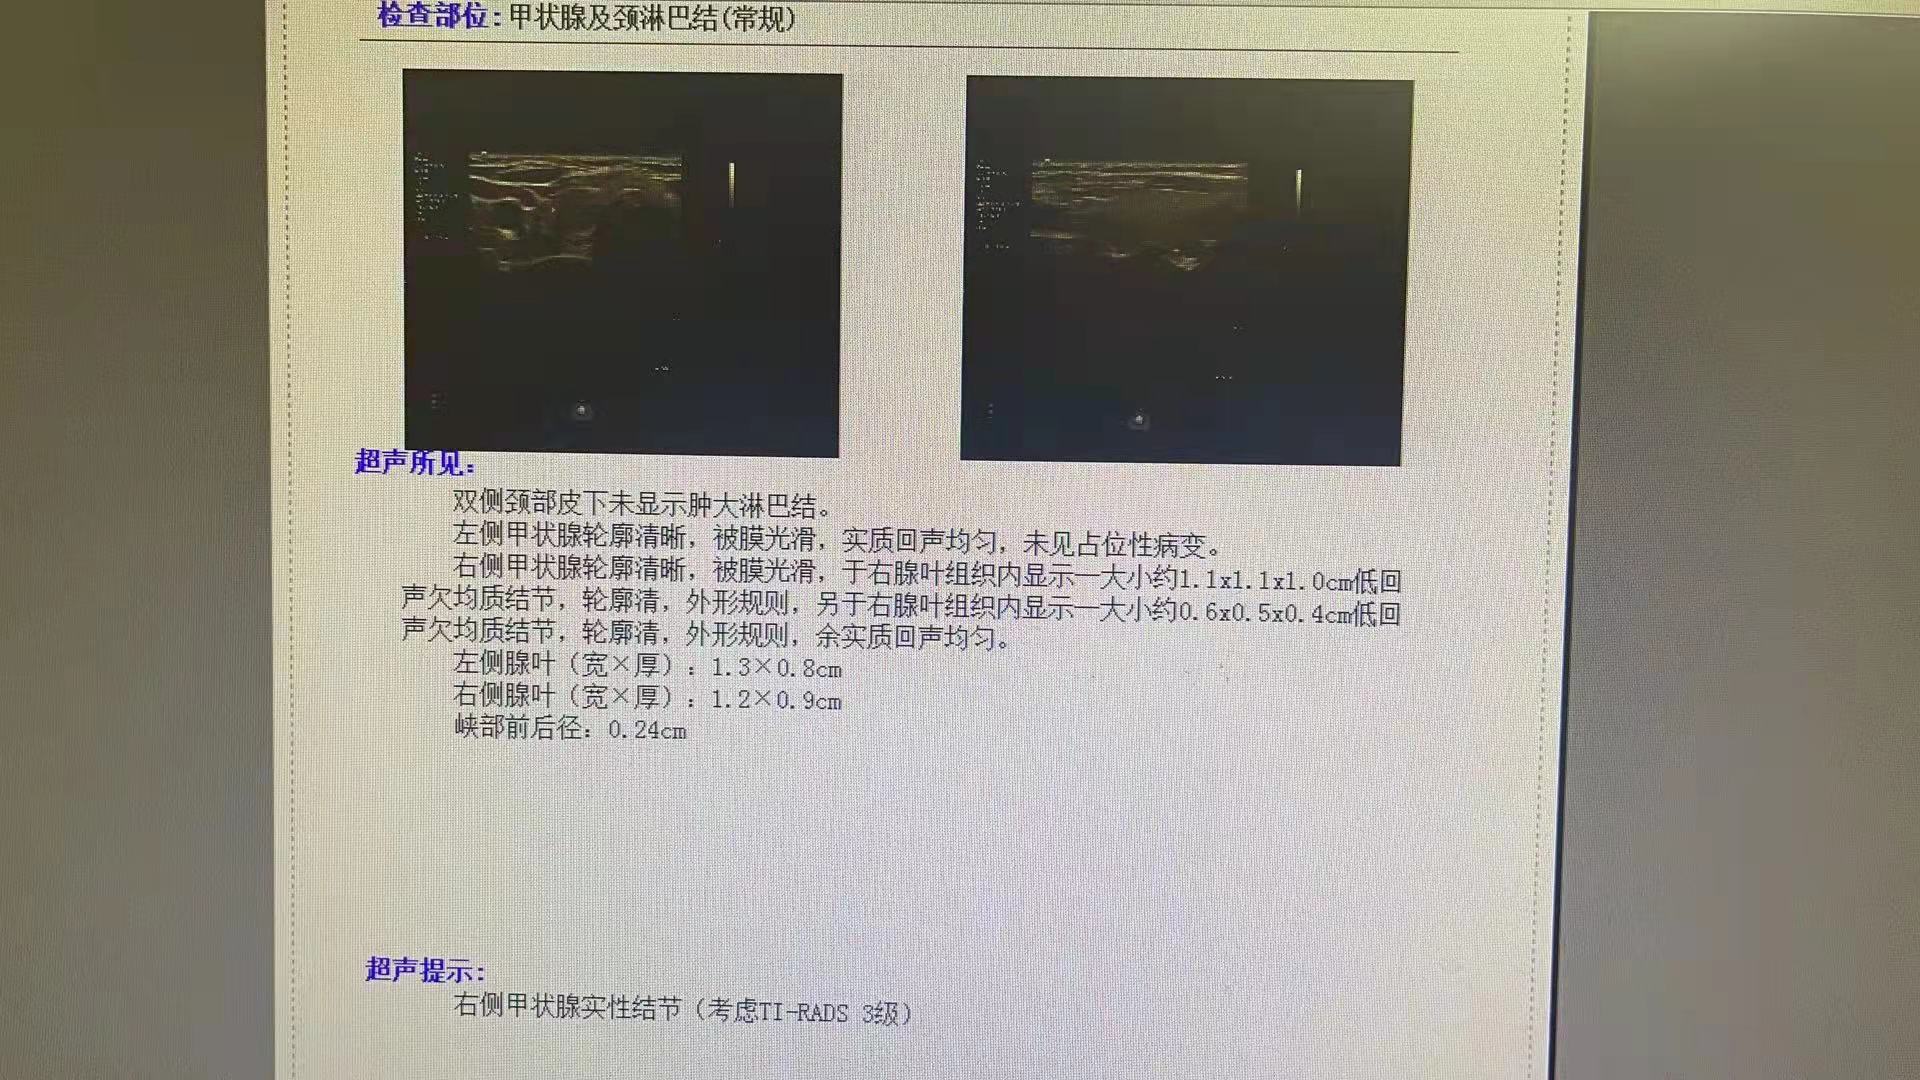 检查部位:甲状腺及颈淋巴结(常规)
超声所见:
双侧颈部皮下未显示肿大淋巴结。
左侧甲状腺轮廓清晰，被膜光滑，实质回声均匀，未见占位性病变。
右侧甲状腺轮廓清晰，被膜光滑，于右腺叶组织内显示一大小约1.1x1.1x1.0cm低回
声欠均质结节，轮廓清，外形规则，另于右腺叶组织内显示一大小约0.6x0.5x0.4cm低回
声欠均质结节，轮廓清，外形规则，余实质回声均匀。
左侧腺叶（宽×厚）: 1.3×0.8cm
右侧腺叶（宽×厚）: 1.2×0.9cm
峡部前后径: 0.24cm
超声提示:
右侧甲状腺实性结节（考虑TI-RADS 3级）